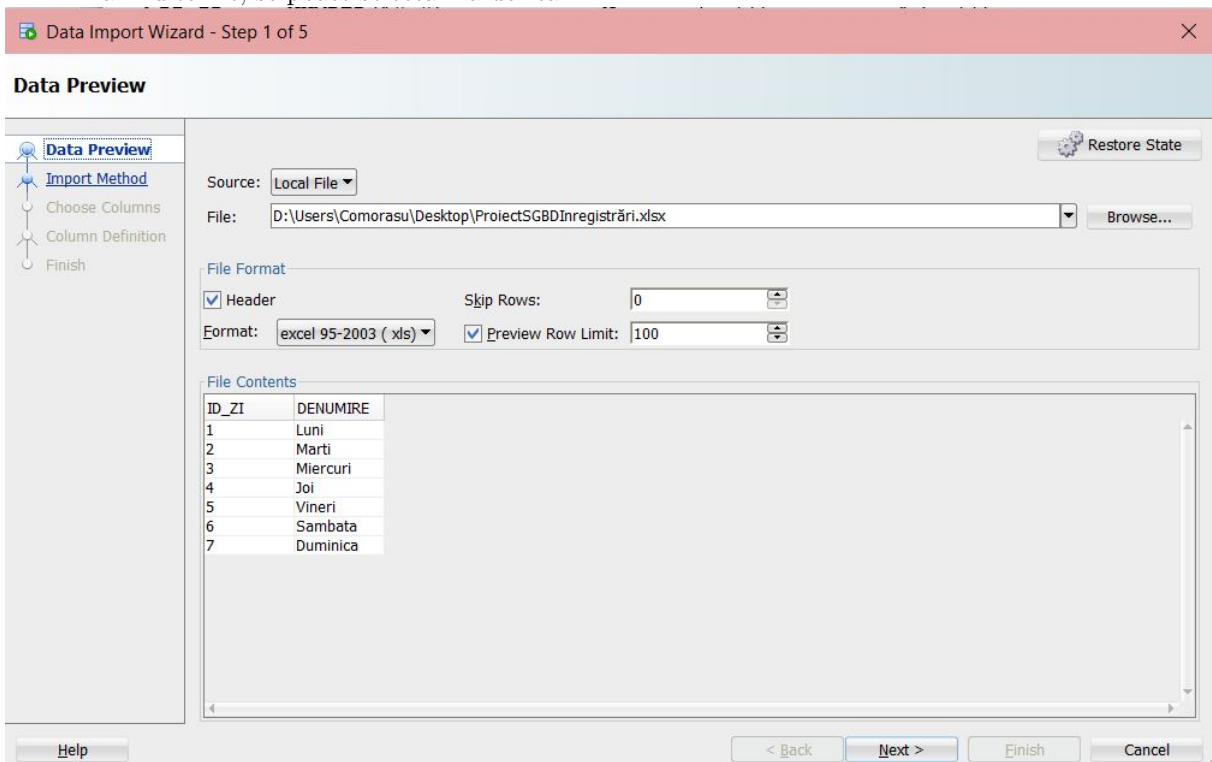 Data Import Wizard - Step 1 of 5
Data Preview
Data Preview
Import Method
Choose Columns
Column Definition
Finish
Restore State
Source: Local File
File: D:\Users\Comorasu\Desktop\ProiectSGBDInregistrări.xlsx Browse...
File Format
Header Skip Rows: 0
Format: excel 95-2003 ( xls) Preview Row Limit: 100
File Contents
ID_ZI DENUMIRE
1 Luni
2 Marti
3 Miercuri
4 Joi
5 Vineri
6 Sambata
7 Duminica
Help < Back Next > Finish Cancel